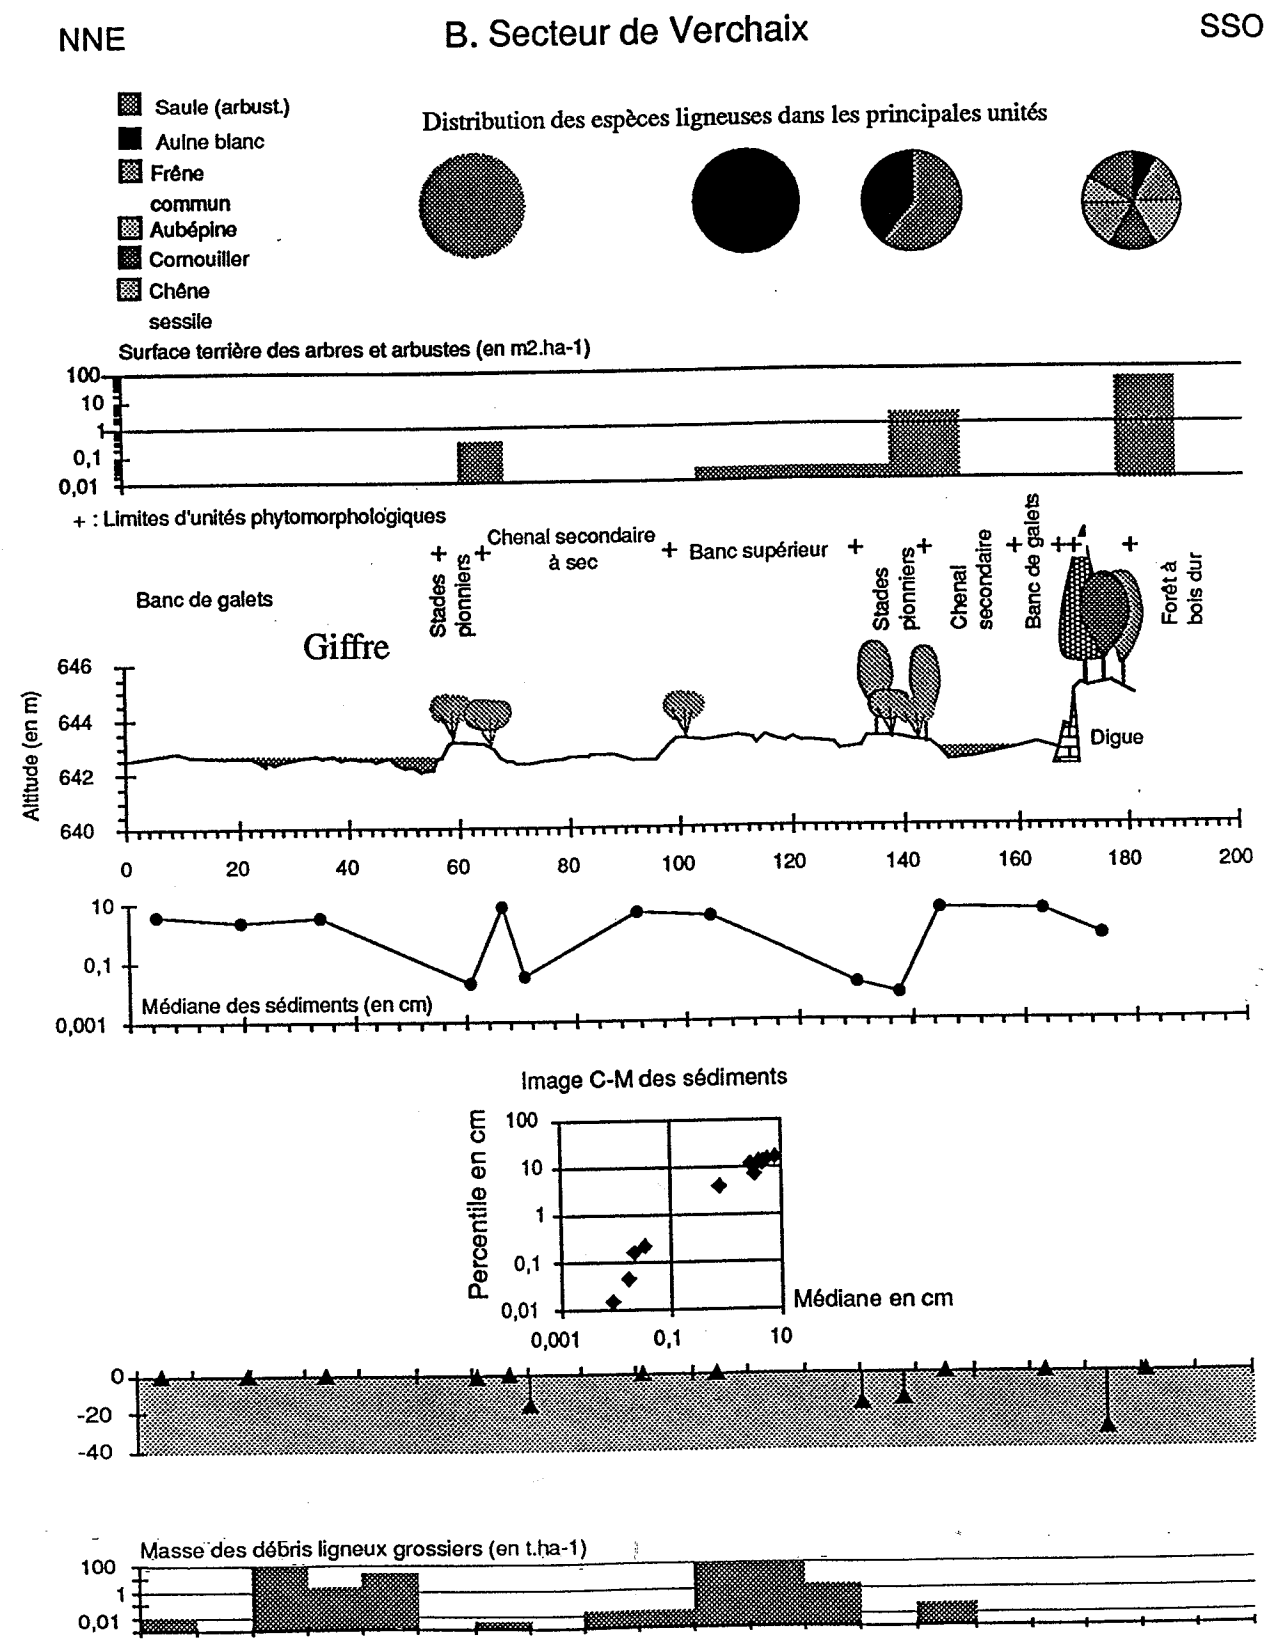 NNE
B. Secteur de Verchaix
SSO
Saule (arbust.)
Aulne blanc
Frêne
commun
Aubépine
Cornouiller
Chêne
sessile
Distribution des espèces ligneuses dans les principales unités
Surface terrière des arbres et arbustes (en m2.ha-1)
100
10
1
0,1
0,01
+ : Limites d'unités phytomorphologiques
Banc de galets
Giffre
+
Stades
pionniers
+
Chenal secondaire
à sec
+
Banc supérieur
+
Stades
pionniers
+
Chenal
secondaire
+
Banc de galets
++
+
Forêt à
bois dur
Digue
Altitude (en m)
646
644
642
640
0 20 40 60 80 100 120 140 160 180 200
10
0,1
0,001
Médiane des sédiments (en cm)
Image C-M des sédiments
Percentile en cm
100
10
1
0,1
0,01
0,001 0,1 10
Médiane en cm
0
-20
-40
Masse des débris ligneux grossiers (en t.ha-1)
100
1
0,01